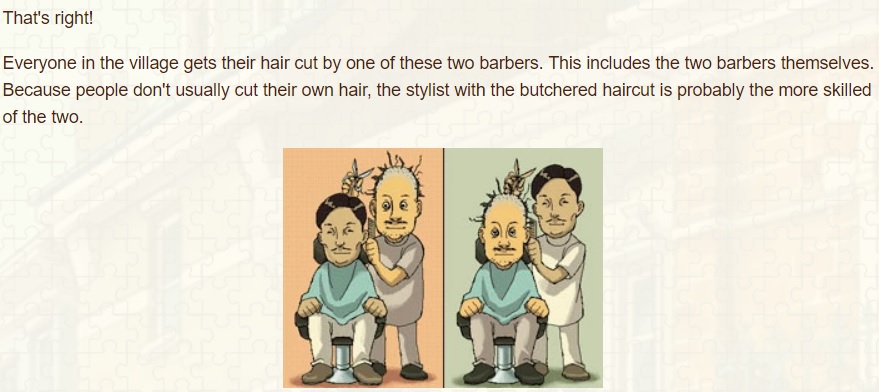 That's right!
Everyone in the village gets their hair cut by one of these two barbers. This includes the two barbers themselves.
Because people don't usually cut their own hair, the stylist with the butchered haircut is probably the more skilled
of the two.